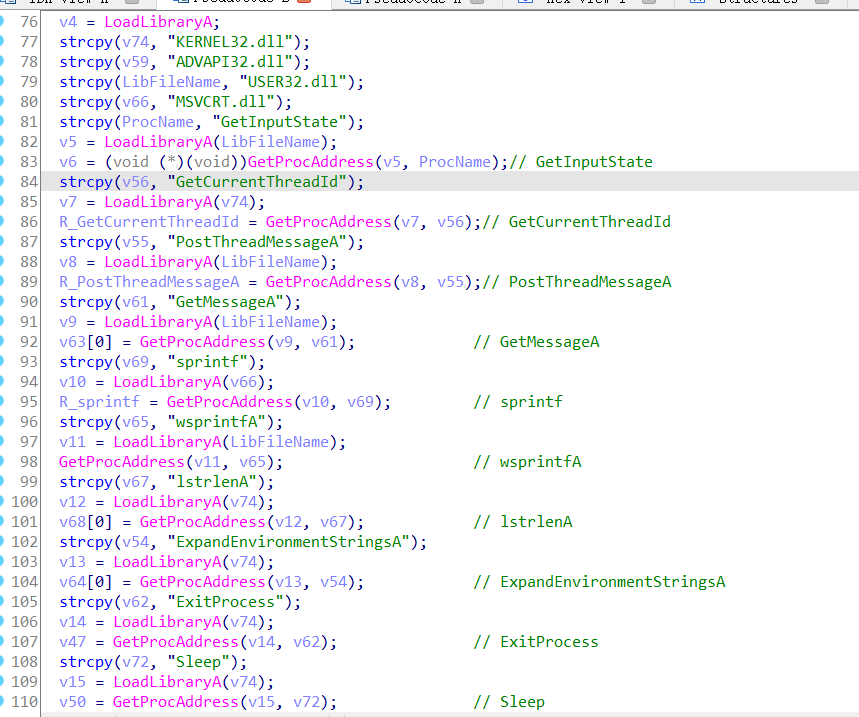 76 v4 = LoadLibraryA;
77 strcpy(v74, "KERNEL32.dll");
78 strcpy(v59, "ADVAPI32.dll");
79 strcpy(LibFileName, "USER32.dll");
80 strcpy(v66, "MSVCRT.dll");
81 strcpy(ProcName, "GetInputState");
82 v5 = LoadLibraryA(LibFileName);
83 v6 = (void (*)(void))GetProcAddress(v5, ProcName);// GetInputState
84 strcpy(v56, "GetCurrentThreadId");
85 v7 = LoadLibraryA(v74);
86 R_GetCurrentThreadId = GetProcAddress(v7, v56);// GetCurrentThreadId
87 strcpy(v55, "PostThreadMessageA");
88 v8 = LoadLibraryA(LibFileName);
89 R_PostThreadMessageA = GetProcAddress(v8, v55);// PostThreadMessageA
90 strcpy(v61, "GetMessageA");
91 v9 = LoadLibraryA(LibFileName);
92 v63[0] = GetProcAddress(v9, v61); // GetMessageA
93 strcpy(v69, "sprintf");
94 v10 = LoadLibraryA(v66);
95 R_sprintf = GetProcAddress(v10, v69); // sprintf
96 strcpy(v65, "wsprintfA");
97 v11 = LoadLibraryA(LibFileName);
98 GetProcAddress(v11, v65); // wsprintfA
99 strcpy(v67, "lstrlenA");
100 v12 = LoadLibraryA(v74);
101 v68[0] = GetProcAddress(v12, v67); // lstrlenA
102 strcpy(v54, "ExpandEnvironmentStringsA");
103 v13 = LoadLibraryA(v74);
104 v64[0] = GetProcAddress(v13, v54); // ExpandEnvironmentStringsA
105 strcpy(v62, "ExitProcess");
106 v14 = LoadLibraryA(v74);
107 v47 = GetProcAddress(v14, v62); // ExitProcess
108 strcpy(v72, "Sleep");
109 v15 = LoadLibraryA(v74);
110 v50 = GetProcAddress(v15, v72); // Sleep